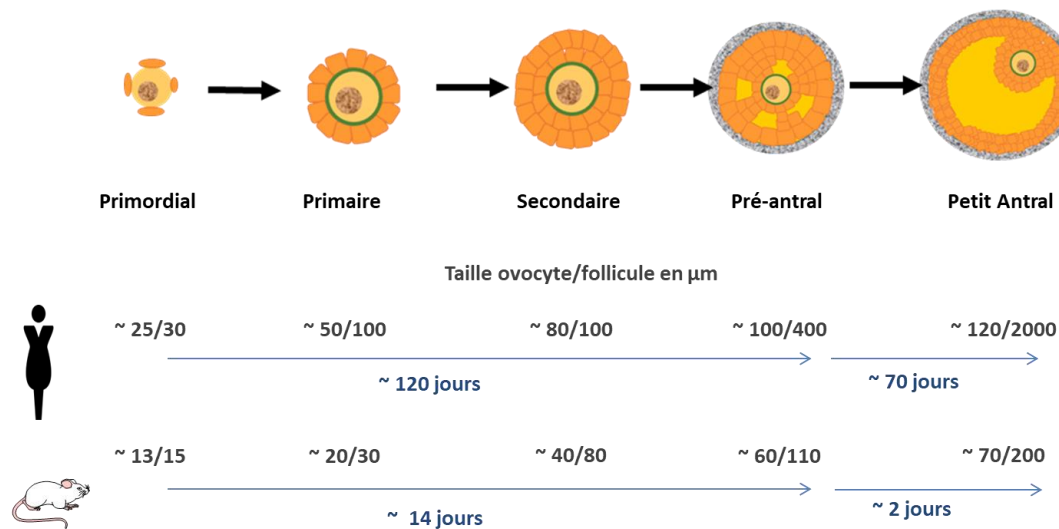 Primordial Primaire Secondaire Pré-antral Petit Antral
Taille ovocyte/follicule en µm
~ 25/30 ~ 50/100 ~ 80/100 ~ 100/400 ~ 120/2000
~ 120 jours ~ 70 jours
~ 13/15 ~ 20/30 ~ 40/80 ~ 60/110 ~ 70/200
~ 14 jours ~ 2 jours